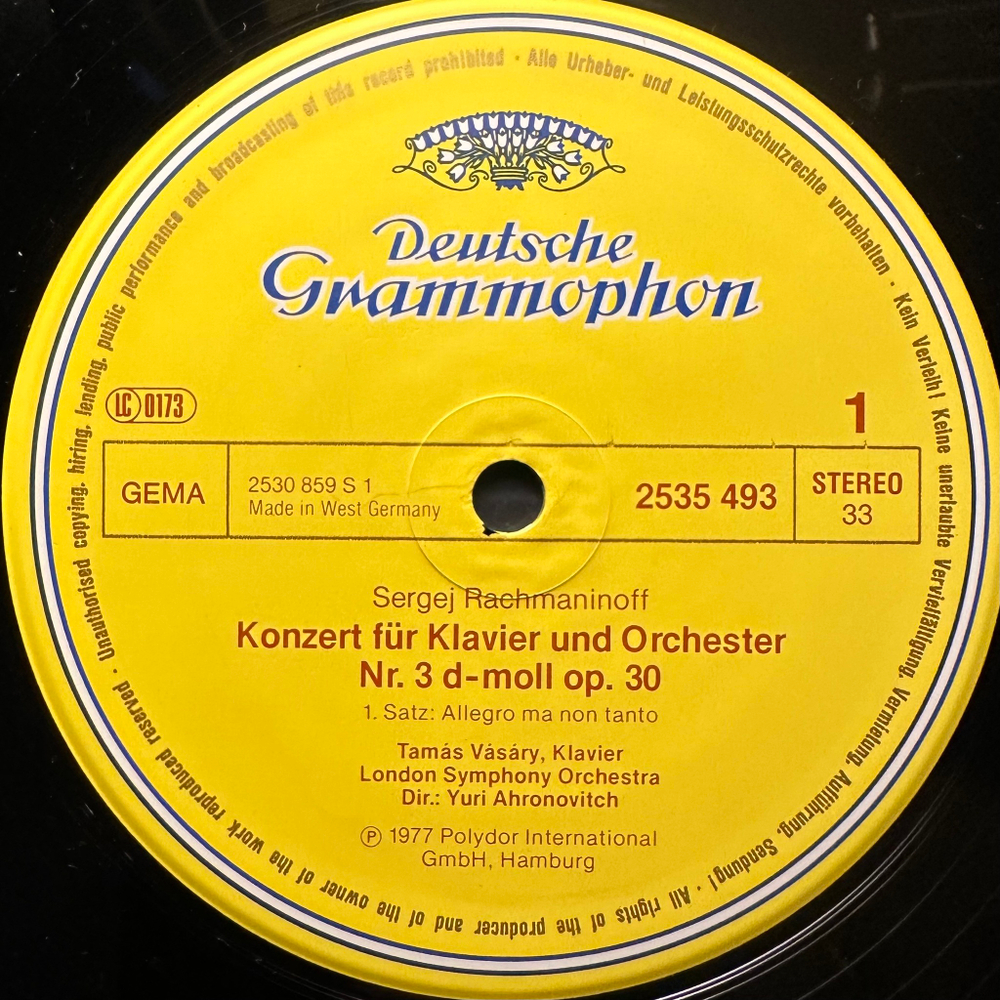 Deutsche
Grammophon
LC 0173
1
GEMA
2530 859 S 1
Made in West Germany
2535 493
STEREO
33
Sergej Rachmaninoff
Konzert für Klavier und Orchester
Nr. 3 d-moll op. 30
1. Satz: Allegro ma non tanto
Tamás Vásáry, Klavier
London Symphony Orchestra
Dir.: Yuri Ahronovitch
℗ 1977 Polydor International
GmbH, Hamburg
Alle Urheber- und Leistungsschutzrechte vorbehalten · Kein Verleih! Keine unerlaubte Vervielfältigung, Vermietung, Aufführung, Sendung! · All rights of the producer and of the owner of the work reproduced reserved · Unauthorised copying, hiring, lending, public performance and broadcasting of this record prohibited ·